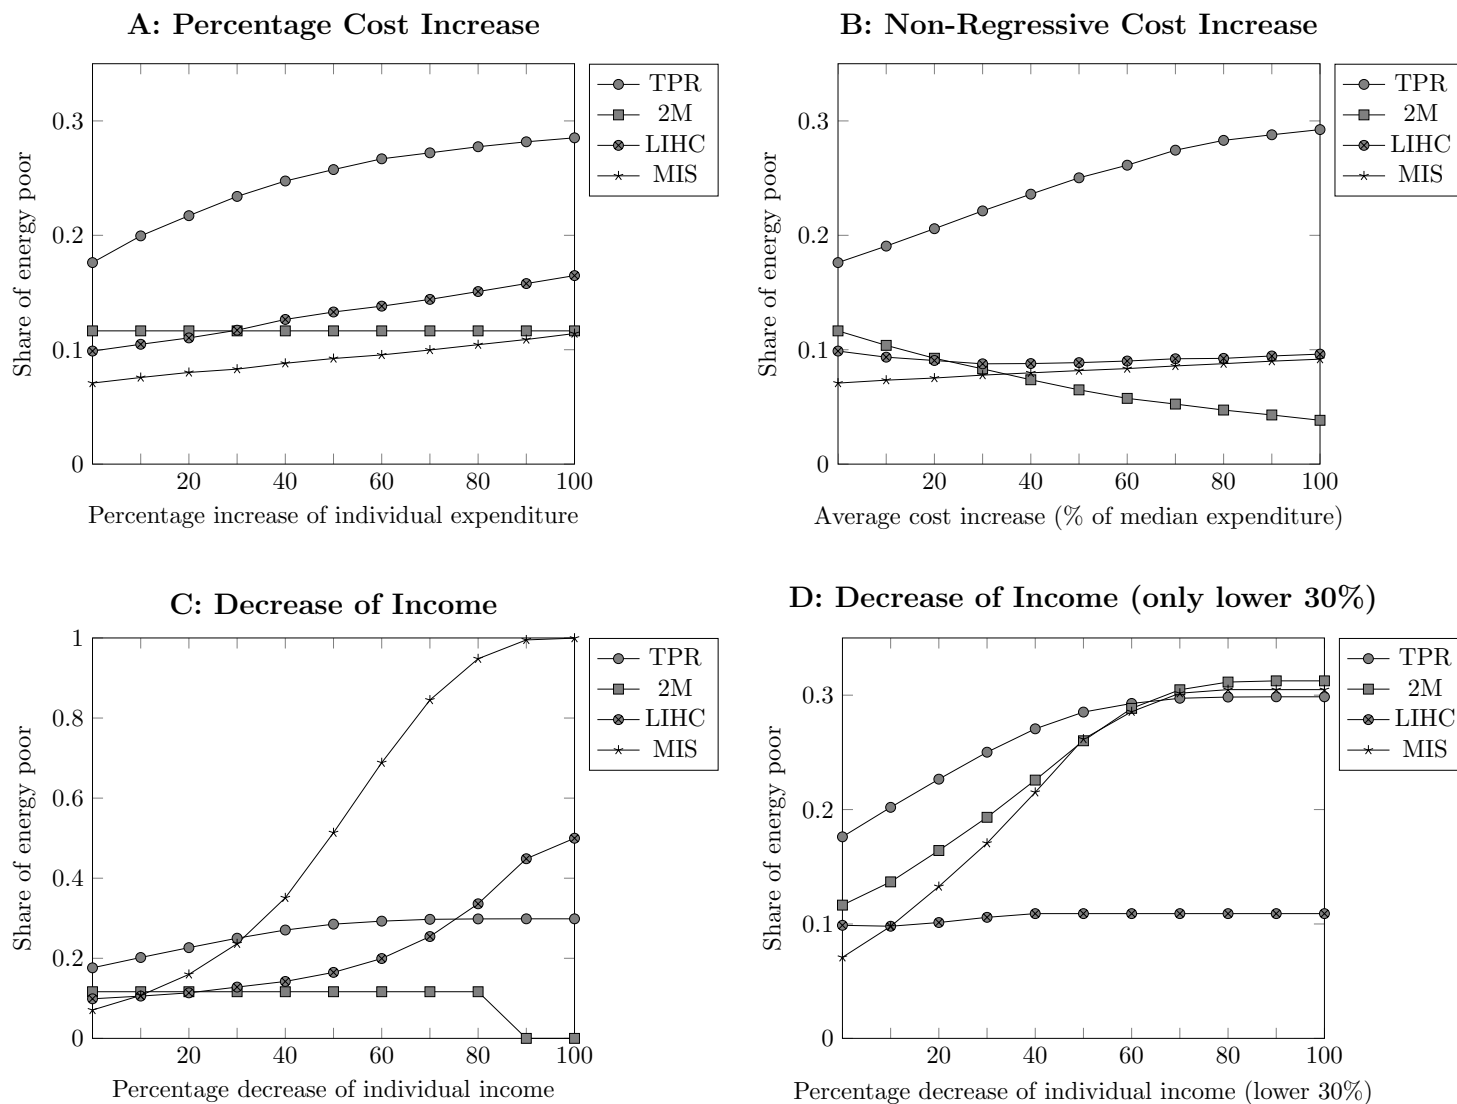 A: Percentage Cost Increase
Share of energy poor
0.3
0.2
0.1
0
20 40 60 80 100
Percentage increase of individual expenditure
TPR
2M
LIHC
MIS
B: Non-Regressive Cost Increase
Share of energy poor
0.3
0.2
0.1
0
20 40 60 80 100
Average cost increase (% of median expenditure)
TPR
2M
LIHC
MIS
C: Decrease of Income
Share of energy poor
1
0.8
0.6
0.4
0.2
0
20 40 60 80 100
Percentage decrease of individual income
TPR
2M
LIHC
MIS
D: Decrease of Income (only lower 30%)
Share of energy poor
0.3
0.2
0.1
0
20 40 60 80 100
Percentage decrease of individual income (lower 30%)
TPR
2M
LIHC
MIS